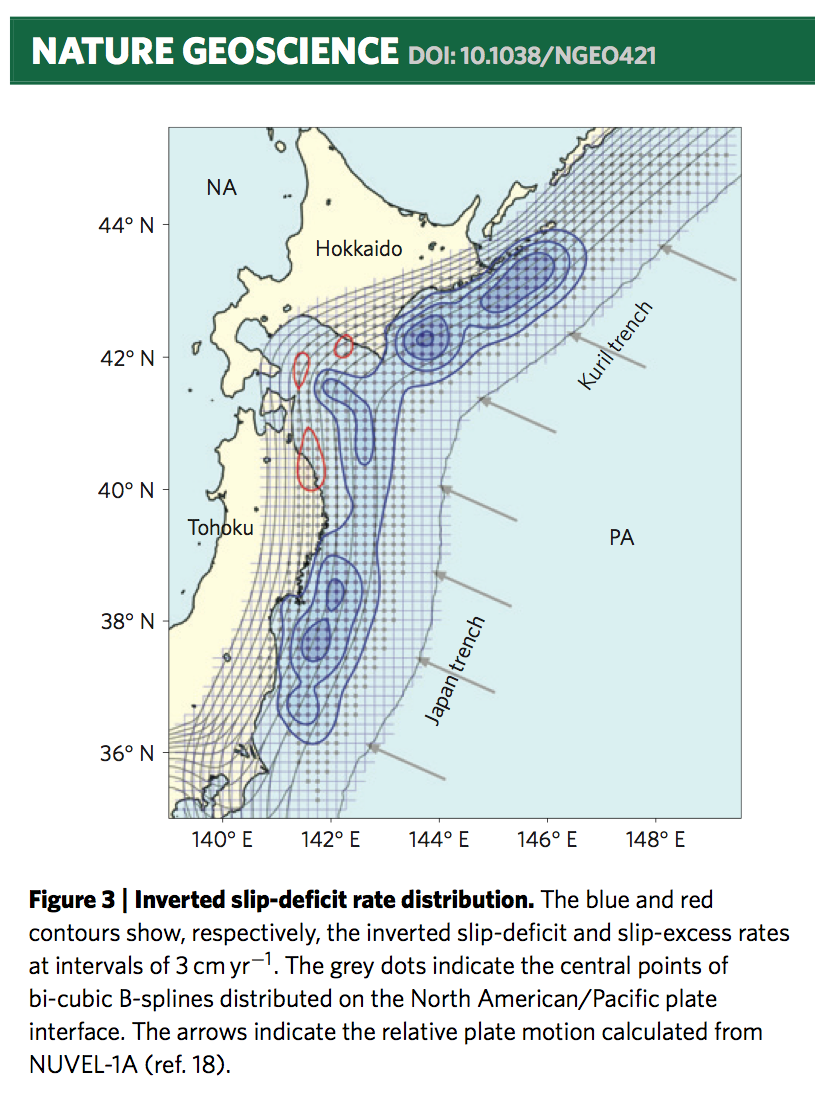 NATURE GEOSCIENCE DOI: 10.1038/NGEO421
NA
44° N
Hokkaido
Kuril trench
42° N
40° N
Tohoku
PA
38° N
Japan trench
36° N
140° E 142° E 144° E 146° E 148° E
Figure 3 | Inverted slip-deficit rate distribution. The blue and red
contours show, respectively, the inverted slip-deficit and slip-excess rates
at intervals of 3 cm yr⁻¹. The grey dots indicate the central points of
bi-cubic B-splines distributed on the North American/Pacific plate
interface. The arrows indicate the relative plate motion calculated from
NUVEL-1A (ref. 18).